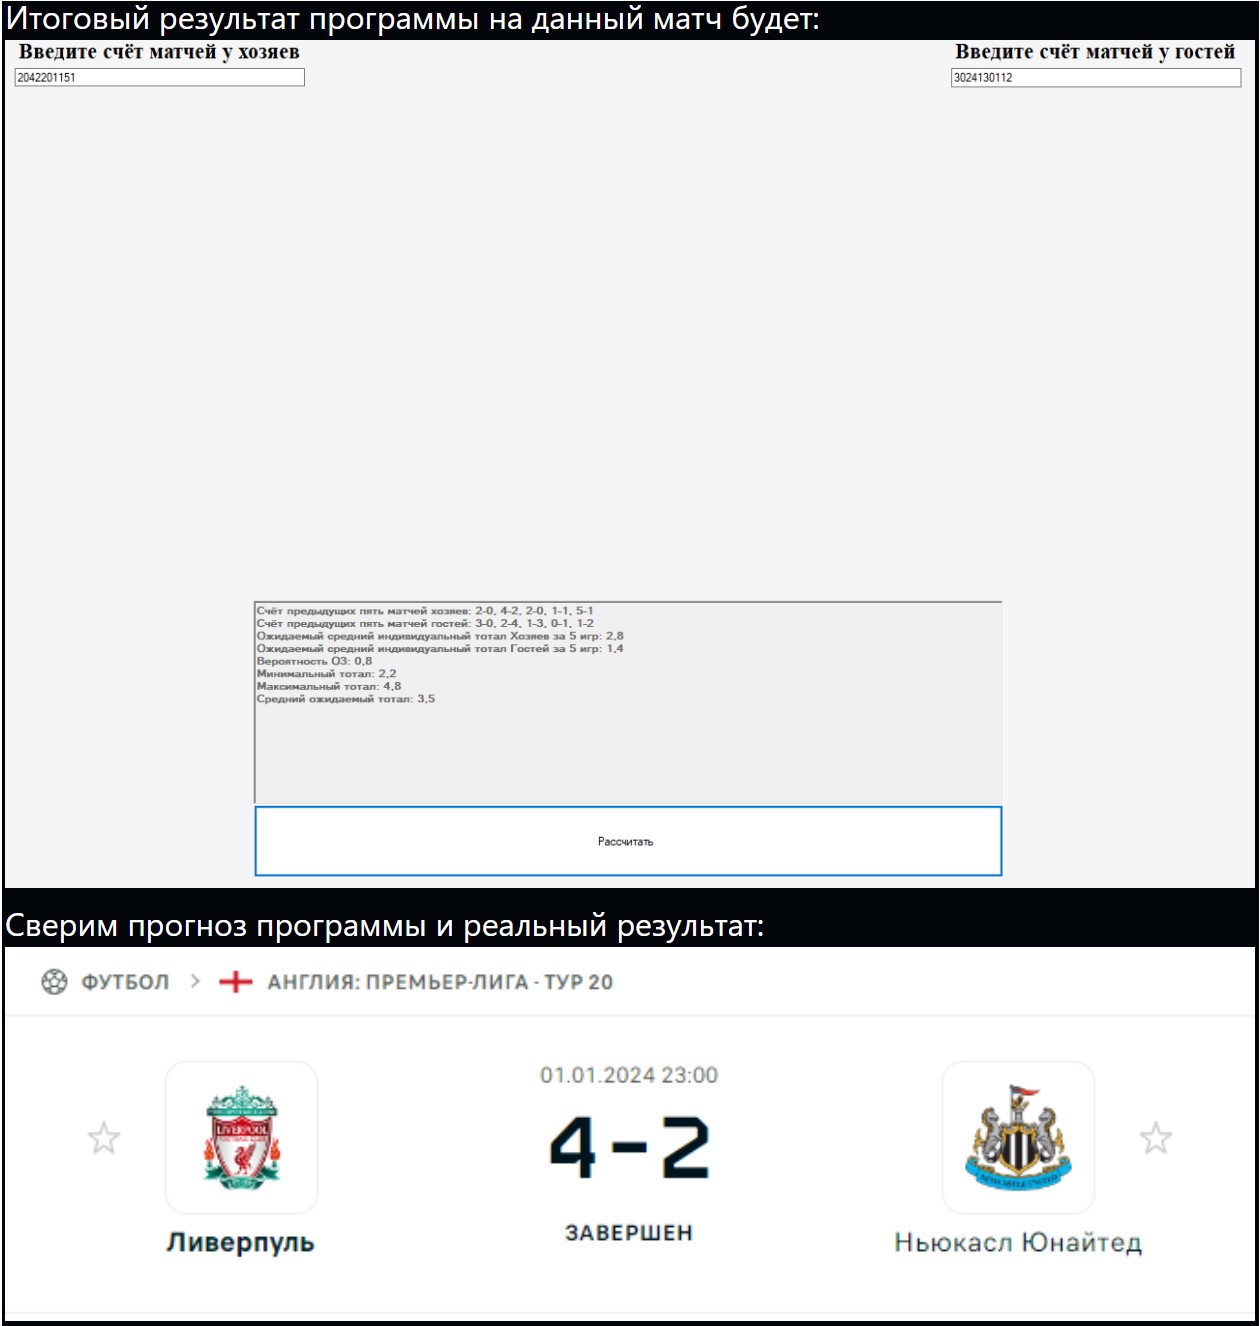 Итоговый результат программы на данный матч будет:
Введите счёт матчей у хозяев
Введите счёт матчей у гостей
2042201151
3024130112
Счёт предыдущих пять матчей хозяев: 2-0, 4-2, 2-0, 1-1, 5-1
Счёт предыдущих пять матчей гостей: 3-0, 2-4, 1-3, 0-1, 1-2
Ожидаемый средний индивидуальный тотал Хозяев за 5 игр: 2,8
Ожидаемый средний индивидуальный тотал Гостей за 5 игр: 1,4
Вероятность ОЗ: 0,8
Минимальный тотал: 2,2
Максимальный тотал: 4,8
Средний ожидаемый тотал: 3,5
Рассчитать
Сверим прогноз программы и реальный результат:
ФУТБОЛ > АНГЛИЯ: ПРЕМЬЕР-ЛИГА - ТУР 20
01.01.2024 23:00
4-2
LIVERPOOL
ЗАВЕРШЕН
Ливерпуль
Ньюкасл Юнайтед